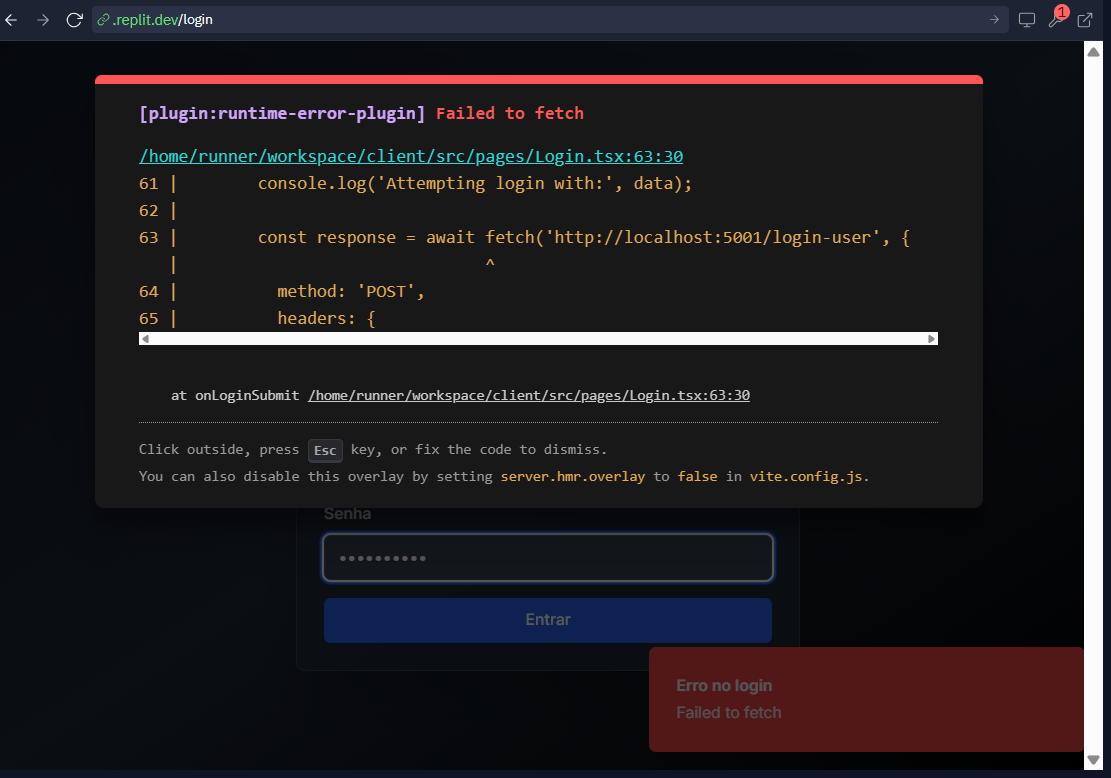 .replit.dev/login
1
[plugin:runtime-error-plugin] Failed to fetch
/home/runner/workspace/client/src/pages/Login.tsx:63:30
61 |        console.log('Attempting login with:', data);
62 |
63 |        const response = await fetch('http://localhost:5001/login-user', {
   |                               ^
64 |          method: 'POST',
65 |          headers: {
at onLoginSubmit /home/runner/workspace/client/src/pages/Login.tsx:63:30
Click outside, press Esc key, or fix the code to dismiss.
You can also disable this overlay by setting server.hmr.overlay to false in vite.config.js.
Senha
••••••••••
Entrar
Erro no login
Failed to fetch